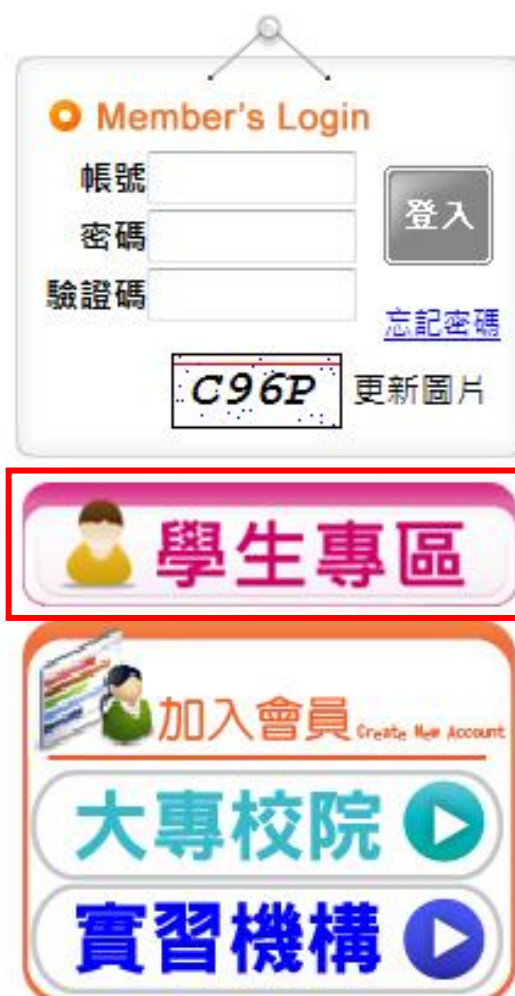 Member's Login
帳號
密碼
登入
驗證碼
忘記密碼
C96P 更新圖片
學生專區
加入會員 Create New Account
大專校院
實習機構